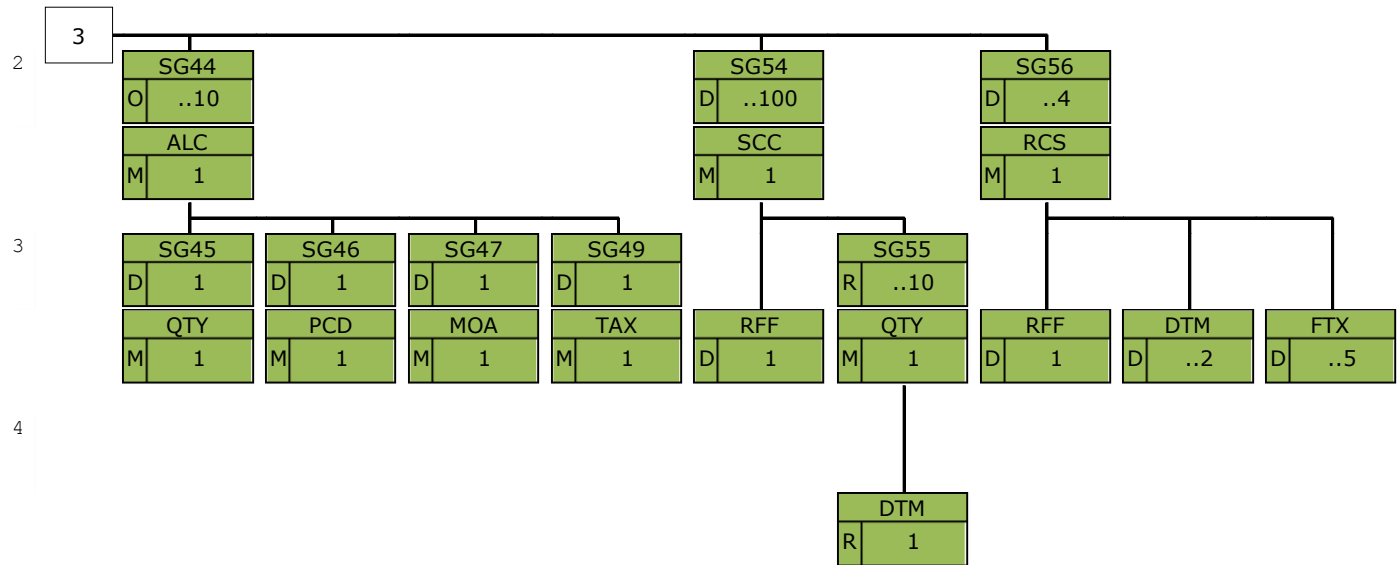 3
2
SG44 SG54 SG56
O ..10 D ..100 D ..4
ALC SCC RCS
M 1 M 1 M 1
3
SG45 SG46 SG47 SG49 SG55
D 1 D 1 D 1 D 1 R ..10
QTY PCD MOA TAX RFF QTY RFF DTM FTX
M 1 M 1 M 1 M 1 D 1 M 1 D 1 D ..2 D ..5
4
DTM
R 1